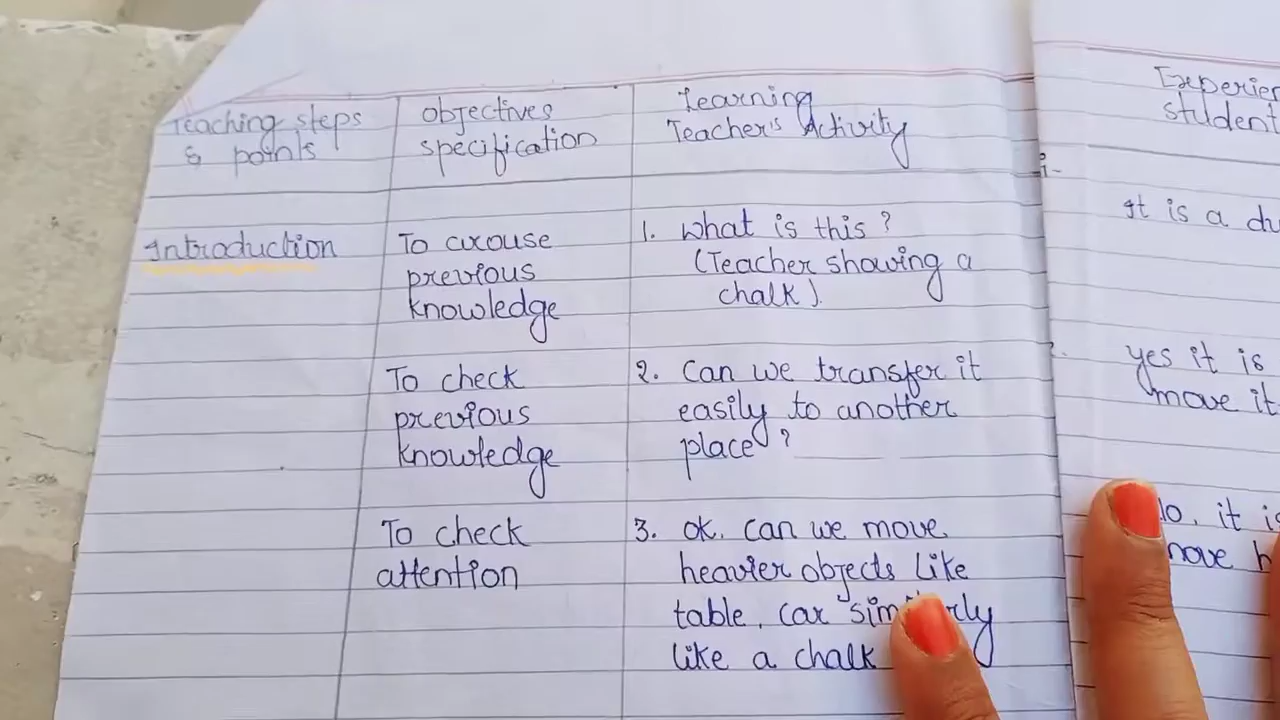 Teaching steps
& points
Objectives
specification
Learning
Teacher's Activity
Introduction
To arouse
previous
knowledge
1. What is this ?
(Teacher showing a
chalk).
To check
previous
knowledge
2. Can we transfer it
easily to another
place ?
To check
attention
3. Ok. Can we move
heavier objects like
table, car similarly
like a chalk
student
It is a
yes it is
move it
it